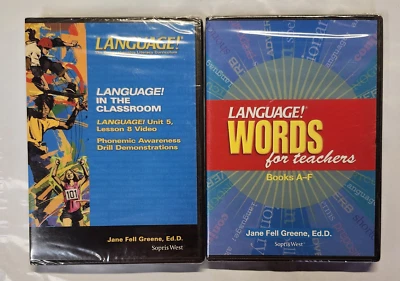 LANGUAGE!
LANGUAGE!
IN THE
CLASSROOM
LANGUAGE! Unit 5,
Lesson 8 Video
Phonemic Awareness
Drill Demonstrations
101
Jane Fell Greene, Ed.D.
Sopris West
LANGUAGE!
WORDS
for teachers
Books A–F
Jane Fell Greene, Ed.D.
Sopris West